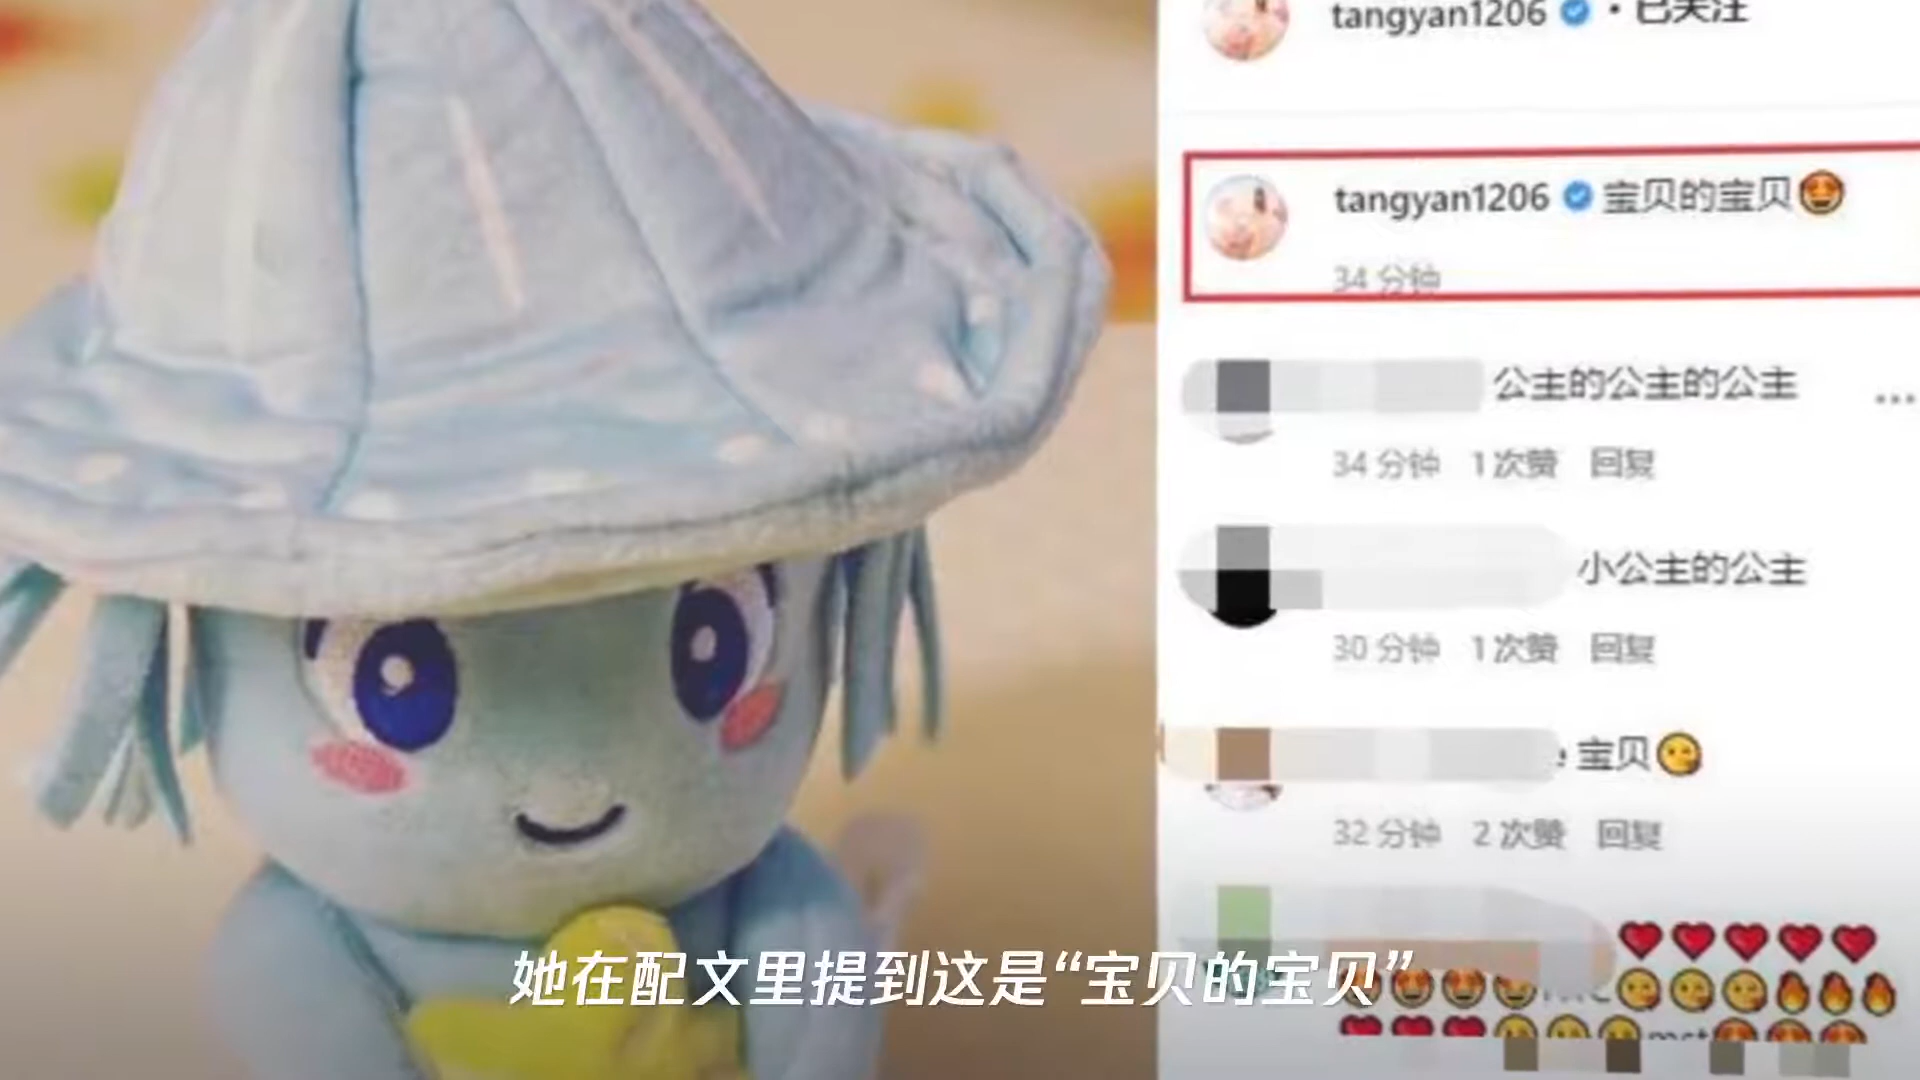 tangyan1206 • 已关注
tangyan1206 宝贝的宝贝
34 分钟
公主的公主的公主
34 分钟 1次赞 回复
小公主的公主
30 分钟 1次赞 回复
宝贝
32 分钟 2次赞 回复
她在配文里提到这是“宝贝的宝贝”